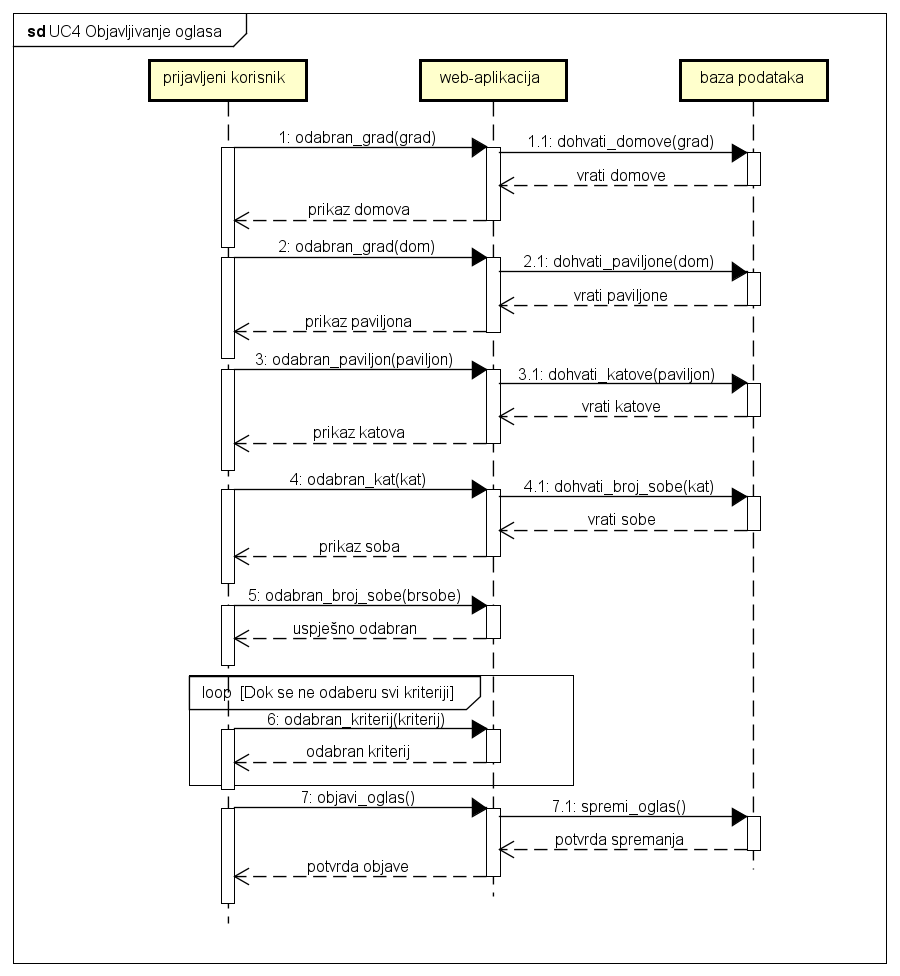 sd UC4 Objavljivanje oglasa
prijavljeni korisnik
web-aplikacija
baza podataka
1: odabran_grad(grad)
1.1: dohvati_domove(grad)
vrati domove
prikaz domova
2: odabran_grad(dom)
2.1: dohvati_paviljone(dom)
vrati paviljone
prikaz paviljona
3: odabran_paviljon(paviljon)
3.1: dohvati_katove(paviljon)
vrati katove
prikaz katova
4: odabran_kat(kat)
4.1: dohvati_broj_sobe(kat)
vrati sobe
prikaz soba
5: odabran_broj_sobe(brsobe)
uspješno odabran
loop [Dok se ne odaberu svi kriteriji]
6: odabran_kriterij(kriterij)
odabran kriterij
7: objavi_oglas()
7.1: spremi_oglas()
potvrda spremanja
potvrda objave